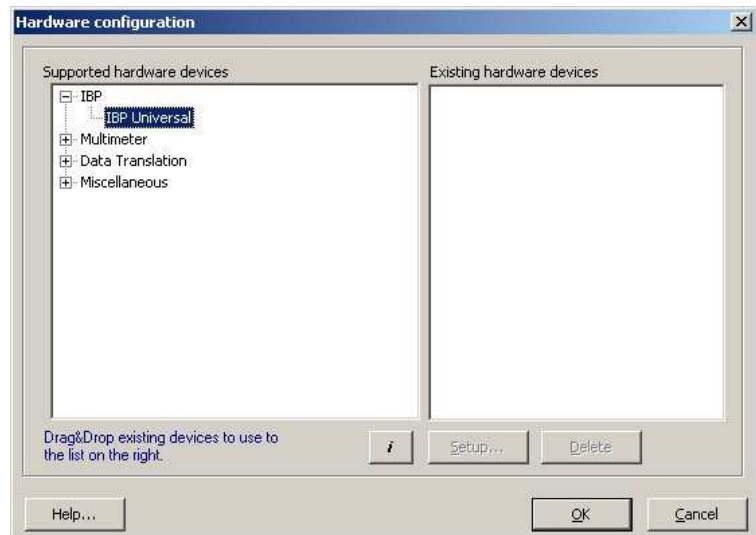 Hardware configuration
Supported hardware devices
Existing hardware devices
IBP
IBP Universal
Multimeter
Data Translation
Miscellaneous
Drag&Drop existing devices to use to
the list on the right.
i
Setup...
Delete
Help...
OK
Cancel